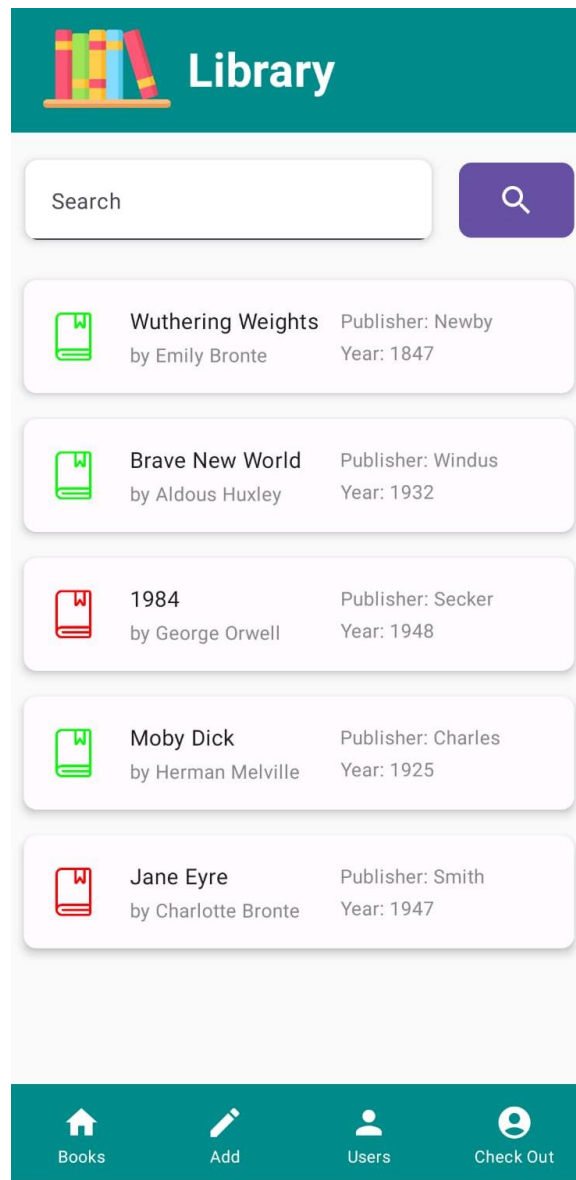 Library
Search
Wuthering Weights
by Emily Bronte
Publisher: Newby
Year: 1847
Brave New World
by Aldous Huxley
Publisher: Windus
Year: 1932
1984
by George Orwell
Publisher: Secker
Year: 1948
Moby Dick
by Herman Melville
Publisher: Charles
Year: 1925
Jane Eyre
by Charlotte Bronte
Publisher: Smith
Year: 1947
Books
Add
Users
Check Out